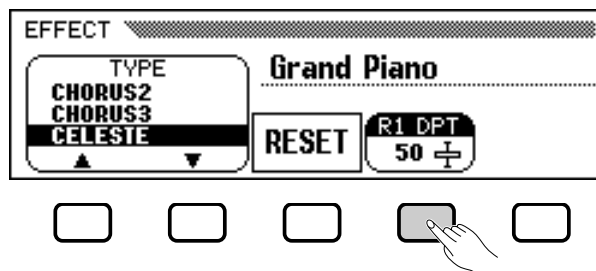 EFFECT
TYPE
CHORUS2
CHORUS3
CELESTE
Grand Piano
RESET
R1 DPT
50